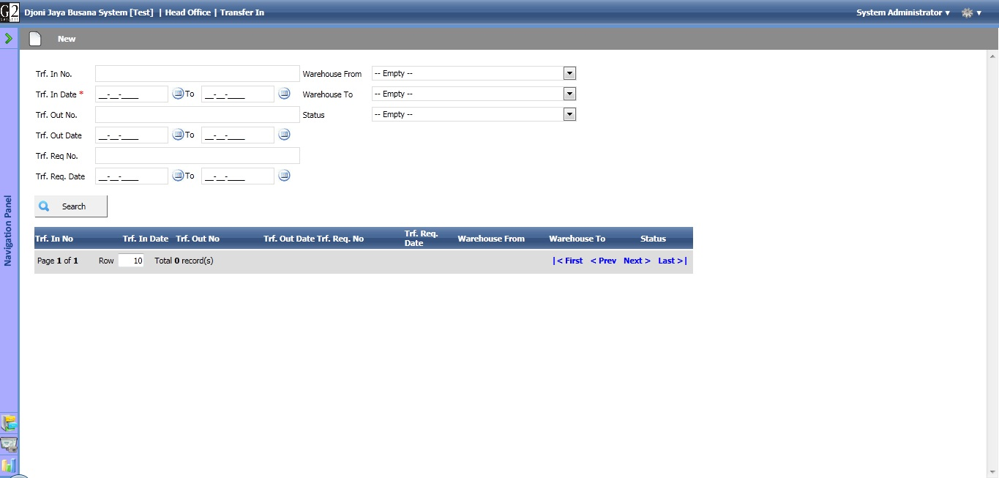 G2 Djoni Jaya Busana System [Test] | Head Office | Transfer In System Administrator ▼ ▼
New
Trf. In No. Warehouse From -- Empty --
Trf. In Date * __-__-____ To __-__-____ Warehouse To -- Empty --
Trf. Out No. Status -- Empty --
Trf. Out Date __-__-____ To __-__-____
Trf. Req No.
Trf. Req. Date __-__-____ To __-__-____
Search
Trf. In No Trf. In Date Trf. Out No Trf. Out Date Trf. Req. No Trf. Req. Date Warehouse From Warehouse To Status
Page 1 of 1 Row 10 Total 0 record(s) |< First < Prev Next > Last >|
Navigation Panel